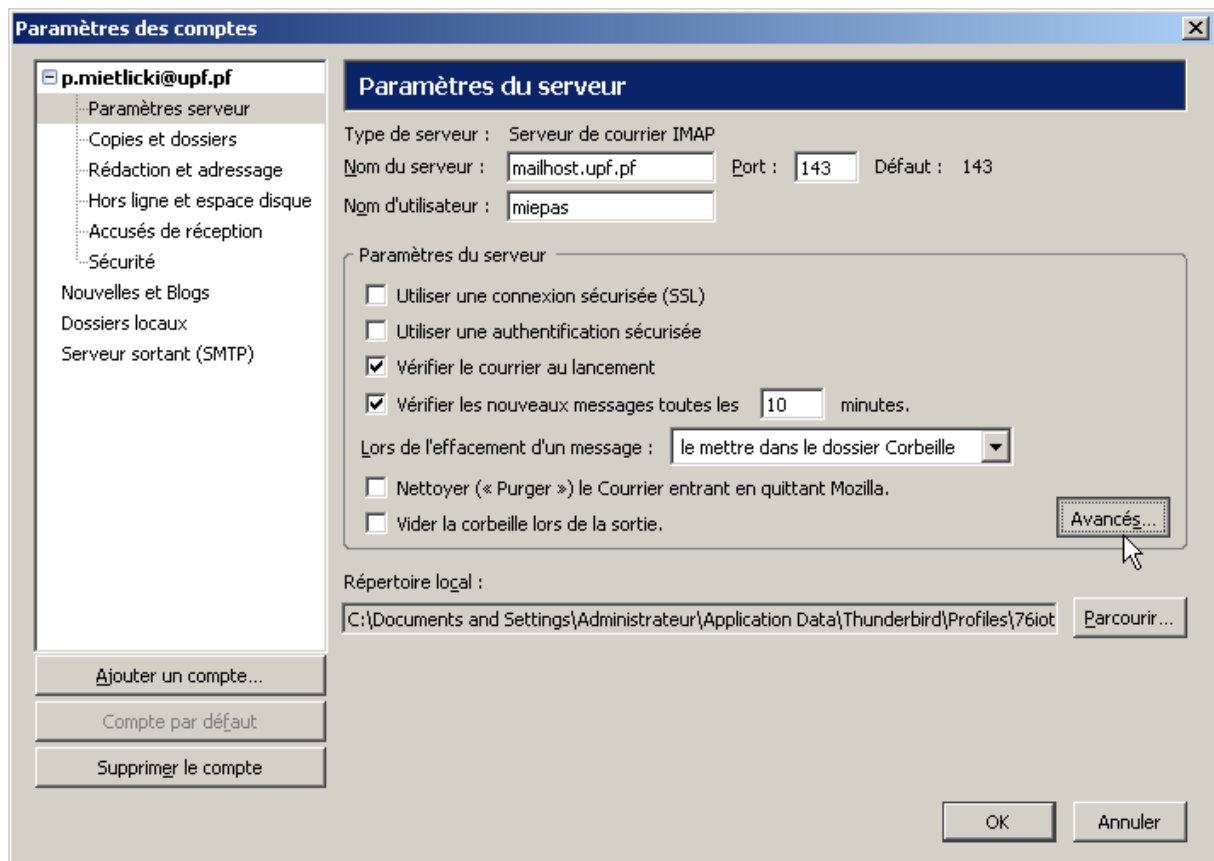 Paramètres des comptes
p.mietlicki@upf.pf
Paramètres serveur
Copies et dossiers
Rédaction et adressage
Hors ligne et espace disque
Accusés de réception
Sécurité
Nouvelles et Blogs
Dossiers locaux
Serveur sortant (SMTP)
Ajouter un compte...
Compte par défaut
Supprimer le compte
Paramètres du serveur
Type de serveur : Serveur de courrier IMAP
Nom du serveur : mailhost.upf.pf Port : 143 Défaut : 143
Nom d'utilisateur : miepas
Paramètres du serveur
Utiliser une connexion sécurisée (SSL)
Utiliser une authentification sécurisée
Vérifier le courrier au lancement
Vérifier les nouveaux messages toutes les 10 minutes.
Lors de l'effacement d'un message : le mettre dans le dossier Corbeille
Nettoyer (« Purger ») le Courrier entrant en quittant Mozilla.
Vider la corbeille lors de la sortie.
Avancés...
Répertoire local :
C:\Documents and Settings\Administrateur\Application Data\Thunderbird\Profiles\76iot
Parcourir...
OK
Annuler